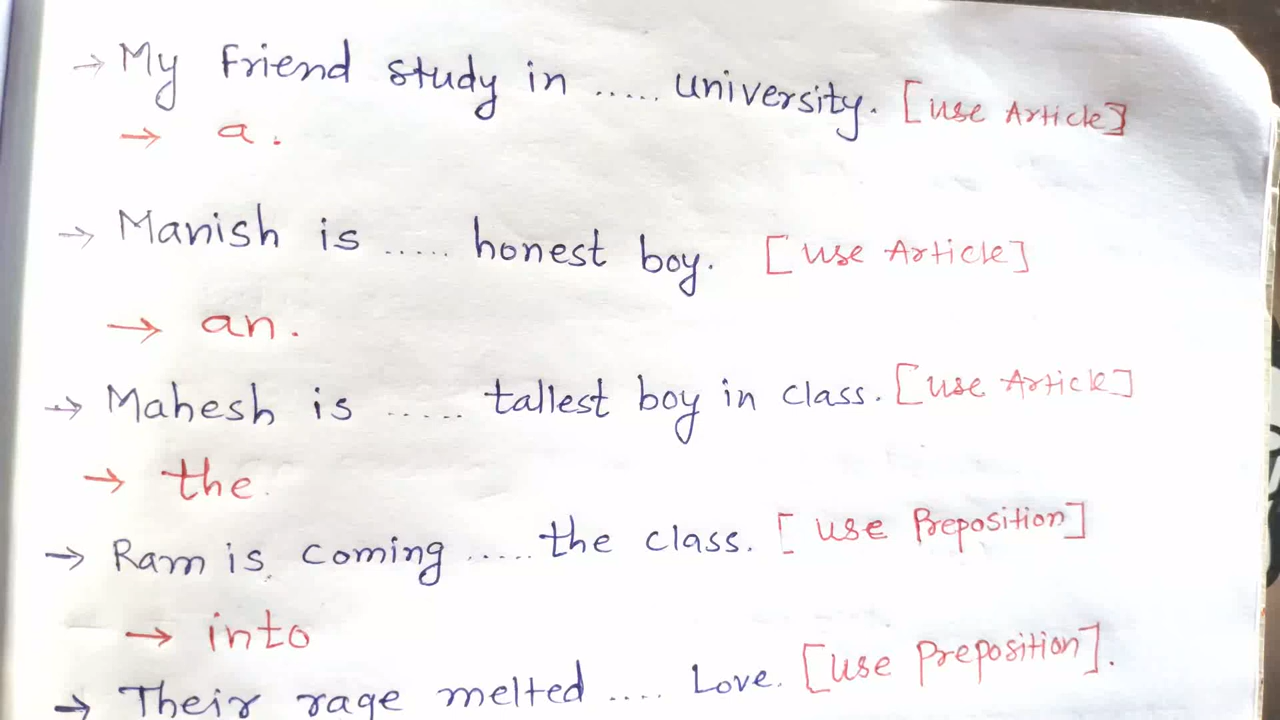 → My Friend study in ..... university. [use Article]
→ a.
→ Manish is ..... honest boy. [use Article]
→ an.
→ Mahesh is ..... tallest boy in class. [use Article]
→ the.
→ Ram is coming ..... the class. [use Preposition]
→ into
→ Their rage melted .... Love. [use preposition].